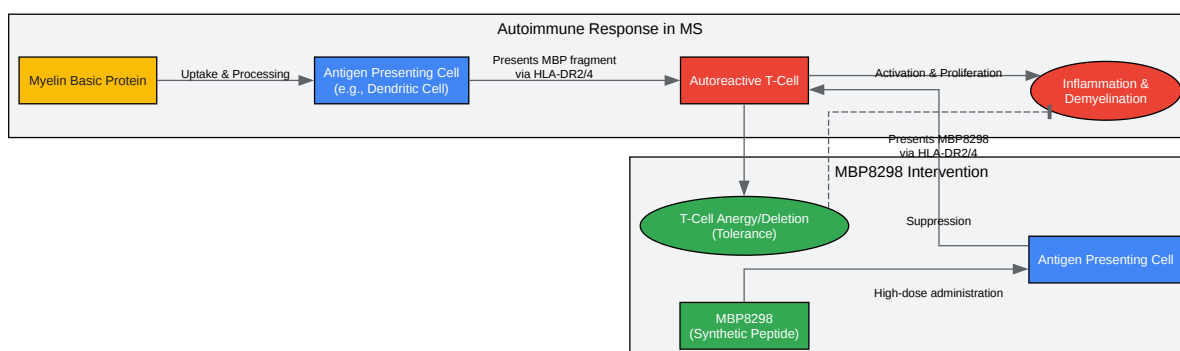 Autoimmune Response in MS
Myelin Basic Protein
Uptake & Processing
Antigen Presenting Cell
(e.g., Dendritic Cell)
Presents MBP fragment
via HLA-DR2/4
Autoreactive T-Cell
Activation & Proliferation
Inflammation &
Demyelination
Presents MBP8298
via HLA-DR2/4
MBP8298 Intervention
T-Cell Anergy/Deletion
(Tolerance)
Suppression
Antigen Presenting Cell
High-dose administration
MBP8298
(Synthetic Peptide)